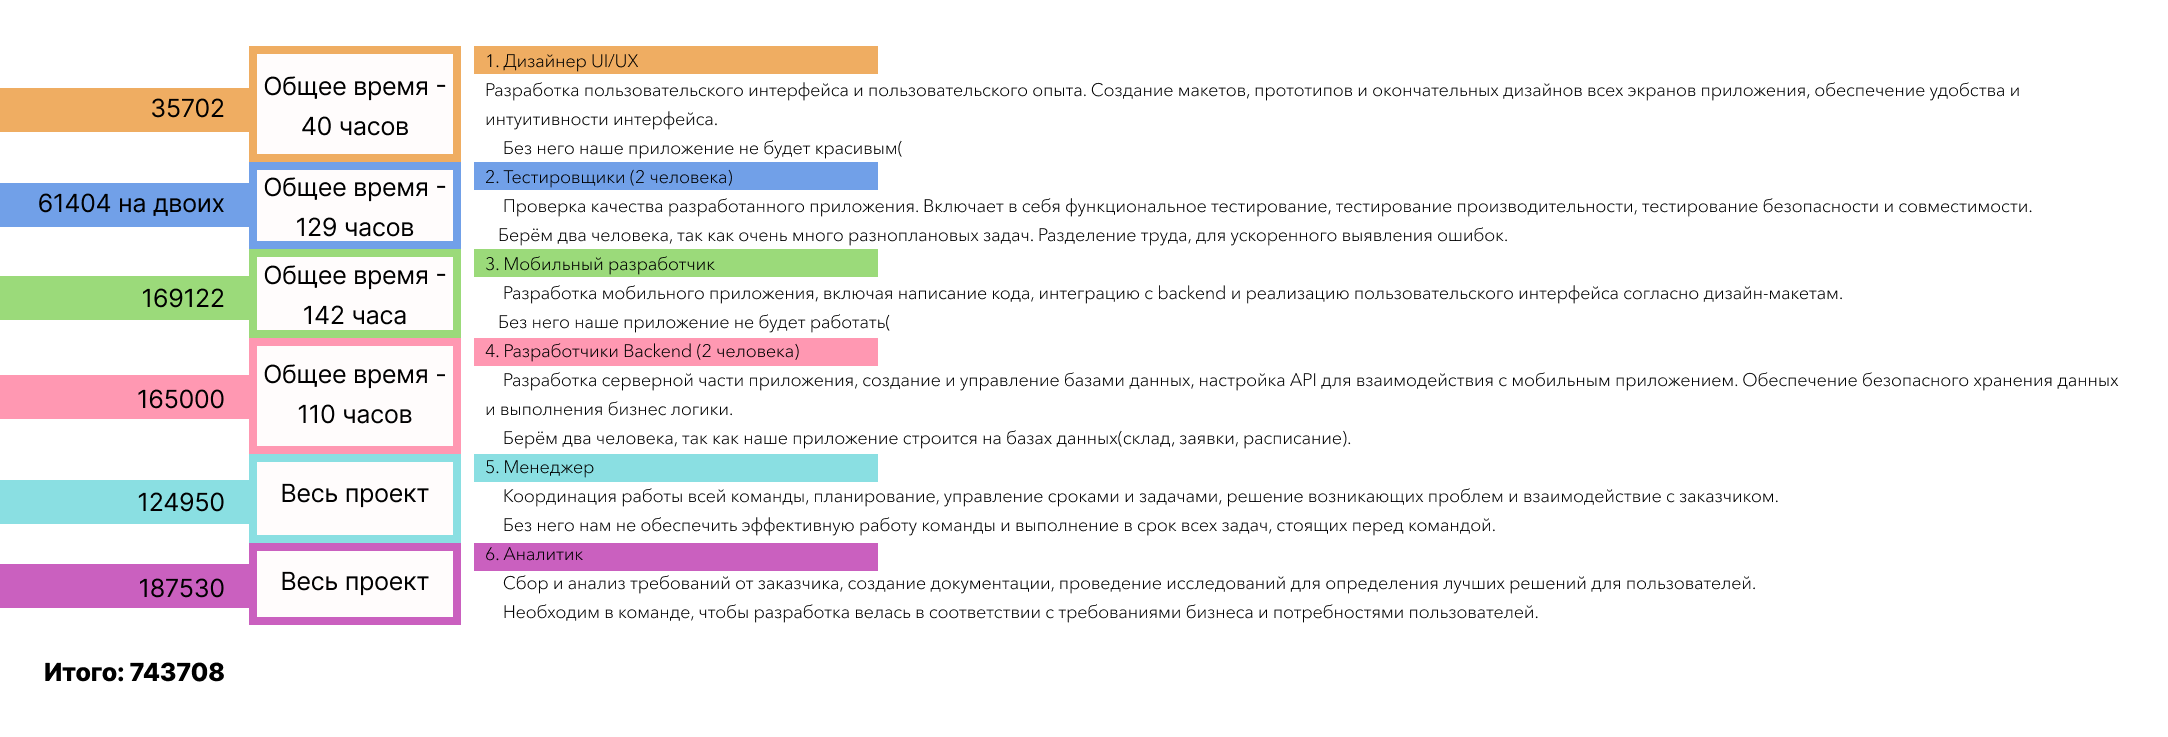 35702
Общее время -
40 часов
1. Дизайнер UI/UX
Разработка пользовательского интерфейса и пользовательского опыта. Создание макетов, прототипов и окончательных дизайнов всех экранов приложения, обеспечение удобства и
интуитивности интерфейса.
Без него наше приложение не будет красивым(
61404 на двоих
Общее время -
129 часов
2. Тестировщики (2 человека)
Проверка качества разработанного приложения. Включает в себя функциональное тестирование, тестирование производительности, тестирование безопасности и совместимости.
Берём два человека, так как очень много разноплановых задач. Разделение труда, для ускоренного выявления ошибок.
169122
Общее время -
142 часа
3. Мобильный разработчик
Разработка мобильного приложения, включая написание кода, интеграцию с backend и реализацию пользовательского интерфейса согласно дизайн-макетам.
Без него наше приложение не будет работать(
165000
Общее время -
110 часов
4. Разработчики Backend (2 человека)
Разработка серверной части приложения, создание и управление базами данных, настройка API для взаимодействия с мобильным приложением. Обеспечение безопасного хранения данных
и выполнения бизнес логики.
Берём два человека, так как наше приложение строится на базах данных(склад, заявки, расписание).
124950
Весь проект
5. Менеджер
Координация работы всей команды, планирование, управление сроками и задачами, решение возникающих проблем и взаимодействие с заказчиком.
Без него нам не обеспечить эффективную работу команды и выполнение в срок всех задач, стоящих перед командой.
187530
Весь проект
6. Аналитик
Сбор и анализ требований от заказчика, создание документации, проведение исследований для определения лучших решений для пользователей.
Необходим в команде, чтобы разработка велась в соответствии с требованиями бизнеса и потребностями пользователей.
Итого: 743708